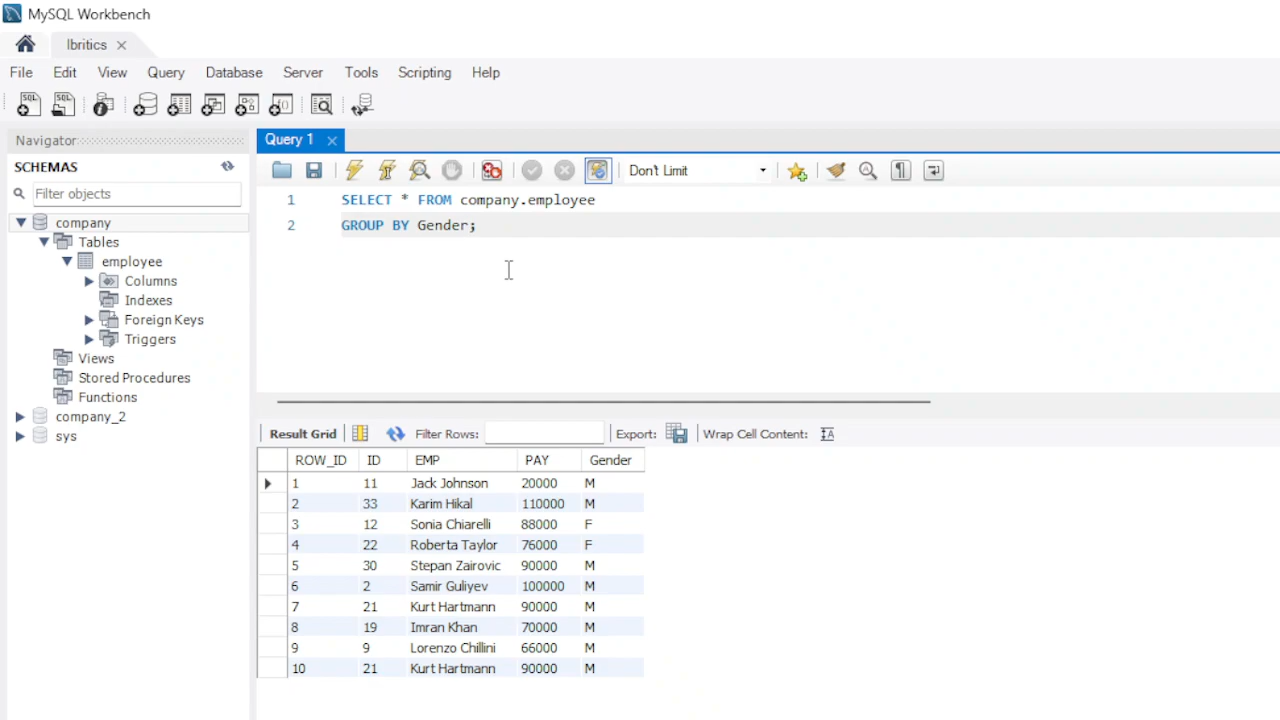 MySQL Workbench
lbritics
File Edit View Query Database Server Tools Scripting Help
Navigator
Query 1
SCHEMAS
Don't Limit
Filter objects
1 SELECT * FROM company.employee
2 GROUP BY Gender;
company
Tables
employee
Columns
Indexes
Foreign Keys
Triggers
Views
Stored Procedures
Functions
company_2
sys
Result Grid Filter Rows: Export: Wrap Cell Content:
ROW_ID ID EMP PAY Gender
1 11 Jack Johnson 20000 M
2 33 Karim Hikal 110000 M
3 12 Sonia Chiarelli 88000 F
4 22 Roberta Taylor 76000 F
5 30 Stepan Zairovic 90000 M
6 2 Samir Guliyev 100000 M
7 21 Kurt Hartmann 90000 M
8 19 Imran Khan 70000 M
9 9 Lorenzo Chillini 66000 M
10 21 Kurt Hartmann 90000 M